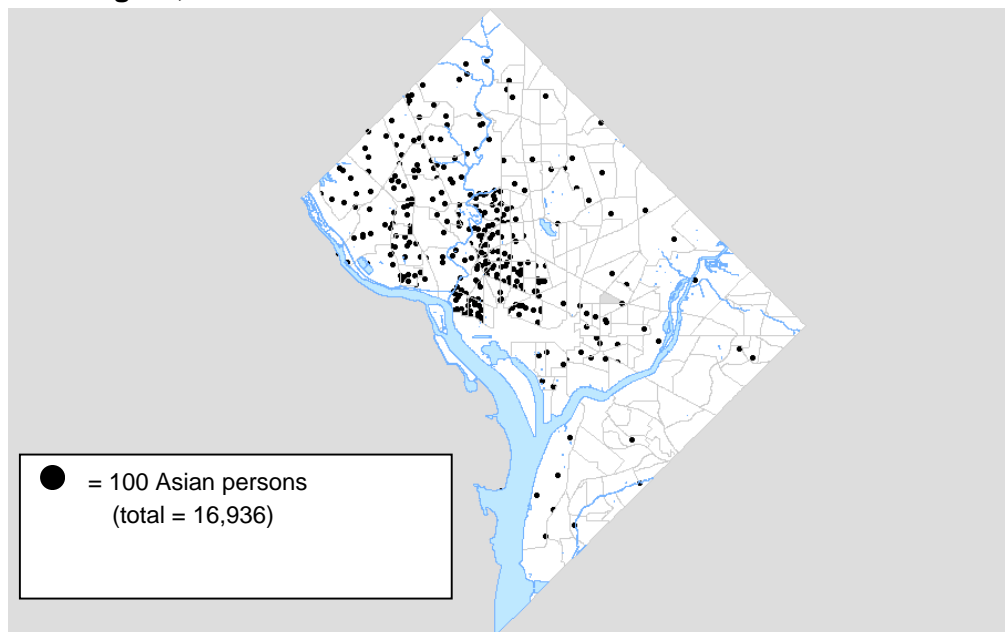 = 100 Asian persons
(total = 16,936)